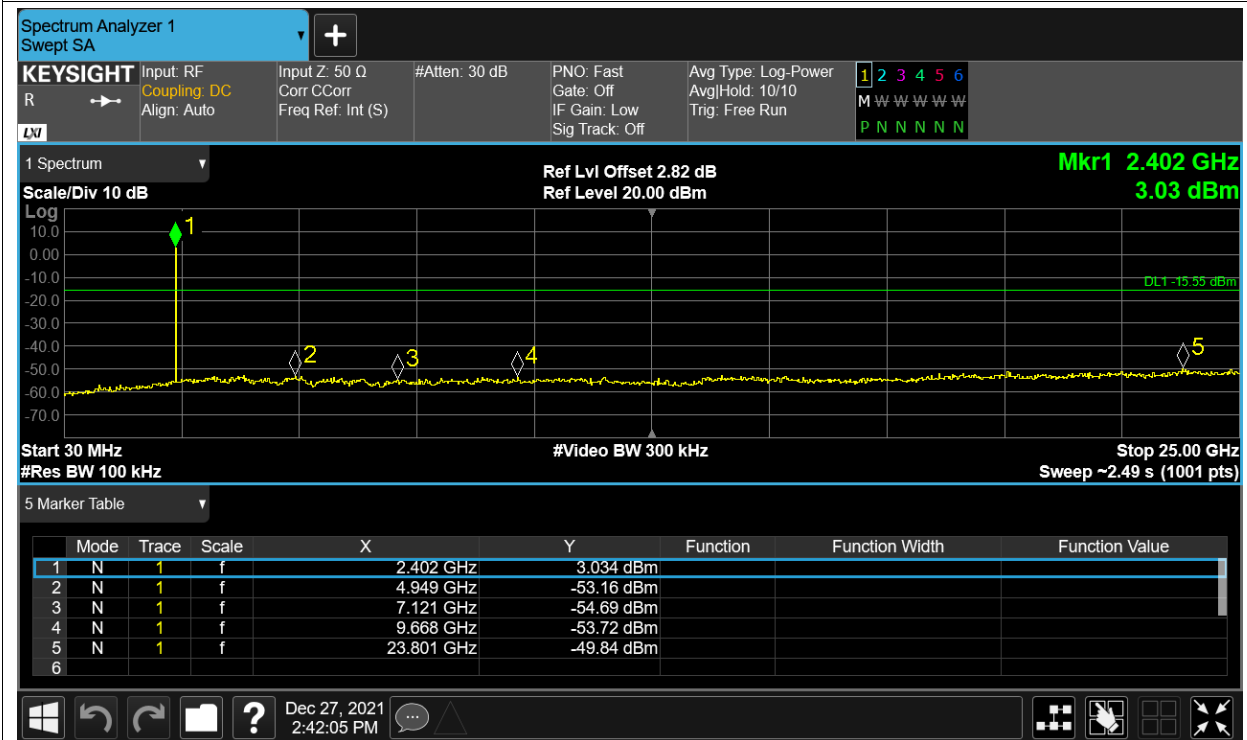 Spectrum Analyzer 1
Swept SA
+
KEYSIGHT
R
LXI
Input: RF
Coupling: DC
Align: Auto
Input Z: 50 Ω
Corr CCorr
Freq Ref: Int (S)
#Atten: 30 dB
PNO: Fast
Gate: Off
IF Gain: Low
Sig Track: Off
Avg Type: Log-Power
Avg|Hold: 10/10
Trig: Free Run
1 2 3 4 5 6
M W W W W W
P N N N N N
1 Spectrum
Scale/Div 10 dB
Ref Lvl Offset 2.82 dB
Ref Level 20.00 dBm
Mkr1 2.402 GHz
3.03 dBm
Log
10.0
0.00
-10.0
-20.0
-30.0
-40.0
-50.0
-60.0
-70.0
1
2
3
4
5
DL1 -15.55 dBm
Start 30 MHz
#Res BW 100 kHz
#Video BW 300 kHz
Stop 25.00 GHz
Sweep ~2.49 s (1001 pts)
5 Marker Table
Mode Trace Scale X Y Function Function Width Function Value
1 N 1 f 2.402 GHz 3.034 dBm
2 N 1 f 4.949 GHz -53.16 dBm
3 N 1 f 7.121 GHz -54.69 dBm
4 N 1 f 9.668 GHz -53.72 dBm
5 N 1 f 23.801 GHz -49.84 dBm
6
?
Dec 27, 2021
2:42:05 PM